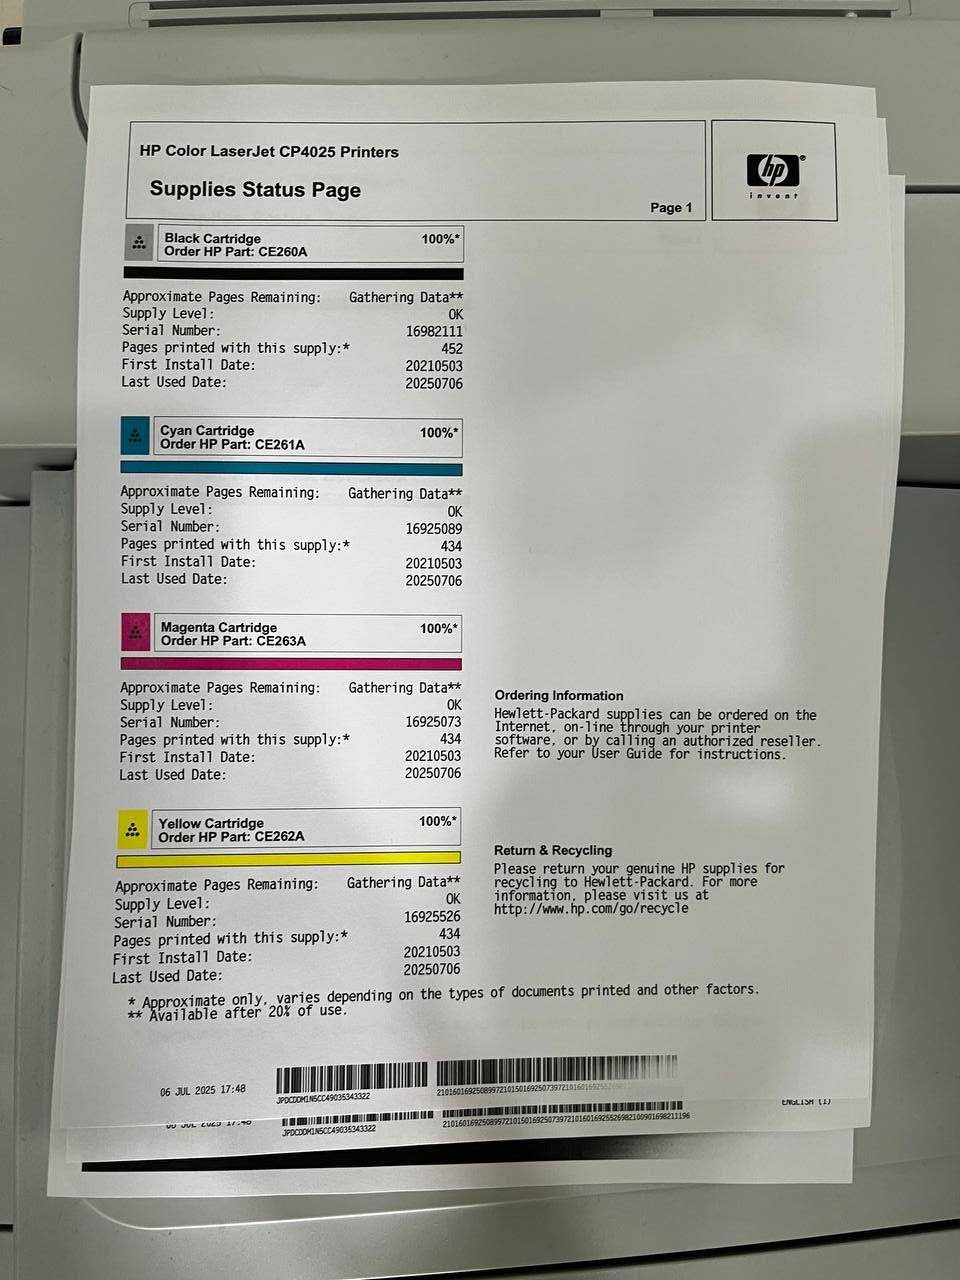 HP Color LaserJet CP4025 Printers
Supplies Status Page
Page 1
hp
invent
Black Cartridge 100%*
Order HP Part: CE260A
Approximate Pages Remaining: Gathering Data**
Supply Level: OK
Serial Number: 16982111
Pages printed with this supply:* 452
First Install Date: 20210503
Last Used Date: 20250706
Cyan Cartridge 100%*
Order HP Part: CE261A
Approximate Pages Remaining: Gathering Data**
Supply Level: OK
Serial Number: 16925089
Pages printed with this supply:* 434
First Install Date: 20210503
Last Used Date: 20250706
Magenta Cartridge 100%*
Order HP Part: CE263A
Approximate Pages Remaining: Gathering Data**
Supply Level: OK
Serial Number: 16925073
Pages printed with this supply:* 434
First Install Date: 20210503
Last Used Date: 20250706
Yellow Cartridge 100%*
Order HP Part: CE262A
Approximate Pages Remaining: Gathering Data**
Supply Level: OK
Serial Number: 16925526
Pages printed with this supply:* 434
First Install Date: 20210503
Last Used Date: 20250706
Ordering Information
Hewlett-Packard supplies can be ordered on the
Internet, on-line through your printer
software, or by calling an authorized reseller.
Refer to your User Guide for instructions.
Return & Recycling
Please return your genuine HP supplies for
recycling to Hewlett-Packard. For more
information, please visit us at
http://www.hp.com/go/recycle
* Approximate only, varies depending on the types of documents printed and other factors.
** Available after 20% of use.
06 JUL 2025 17:48
JPDCDDM1N5CC49035343322
ENGLISH (1)
JPDCDDM1N5CC49035343322